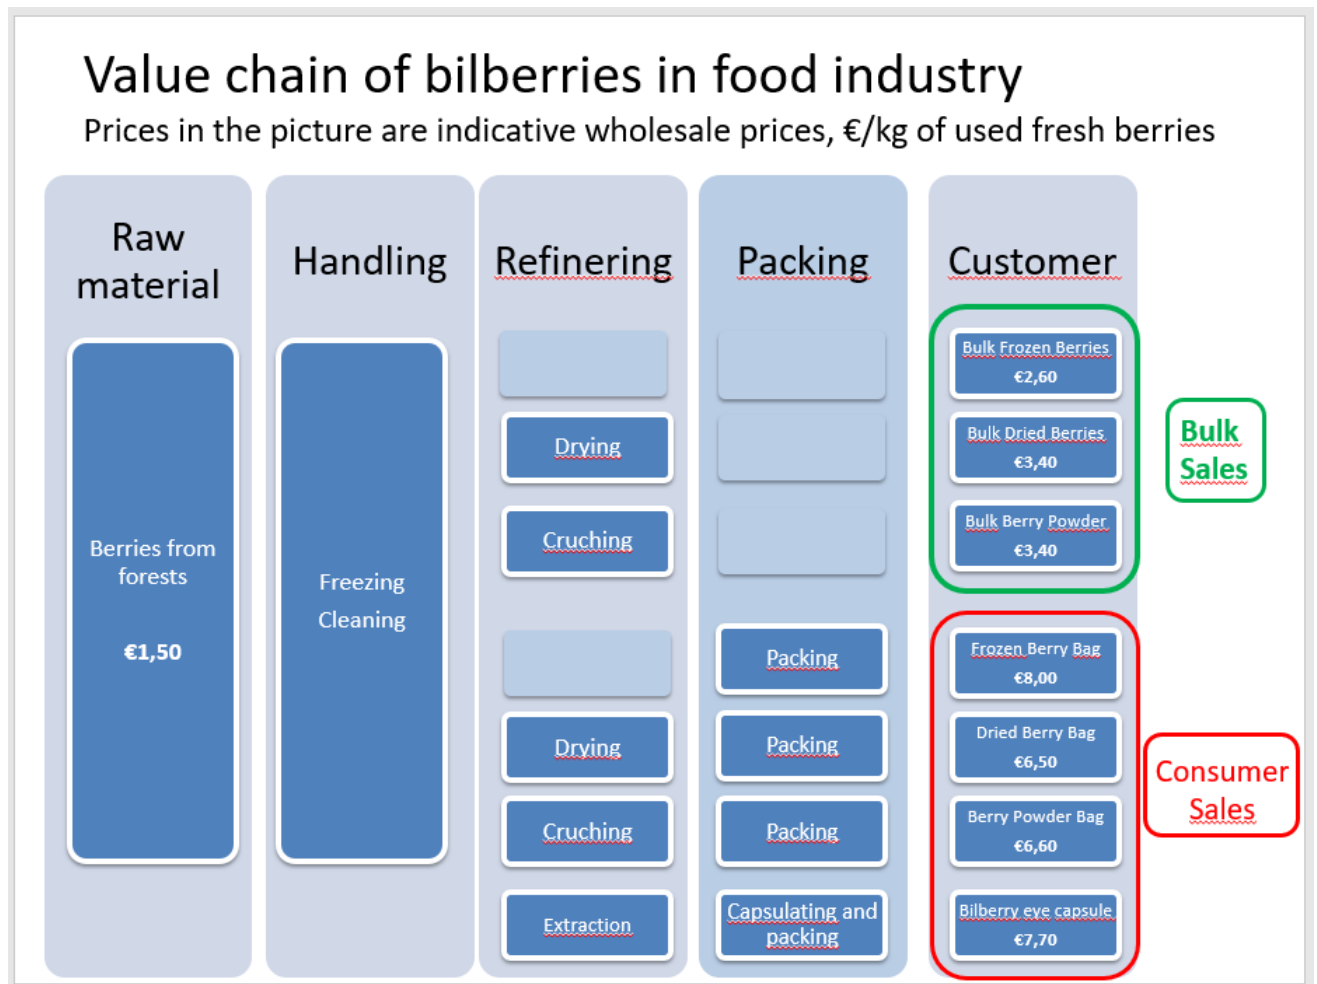 Value chain of bilberries in food industry
Prices in the picture are indicative wholesale prices, €/kg of used fresh berries
Raw
material
Handling
Refinering
Packing
Customer
Berries from
forests
€1,50
Freezing
Cleaning
Bulk Frozen Berries
€2,60
Drying
Bulk Dried Berries
€3,40
Cruching
Bulk Berry Powder
€3,40
Bulk
Sales
Packing
Frozen Berry Bag
€8,00
Drying
Packing
Dried Berry Bag
€6,50
Cruching
Packing
Berry Powder Bag
€6,60
Extraction
Capsulating and
packing
Bilberry eye capsule
€7,70
Consumer
Sales